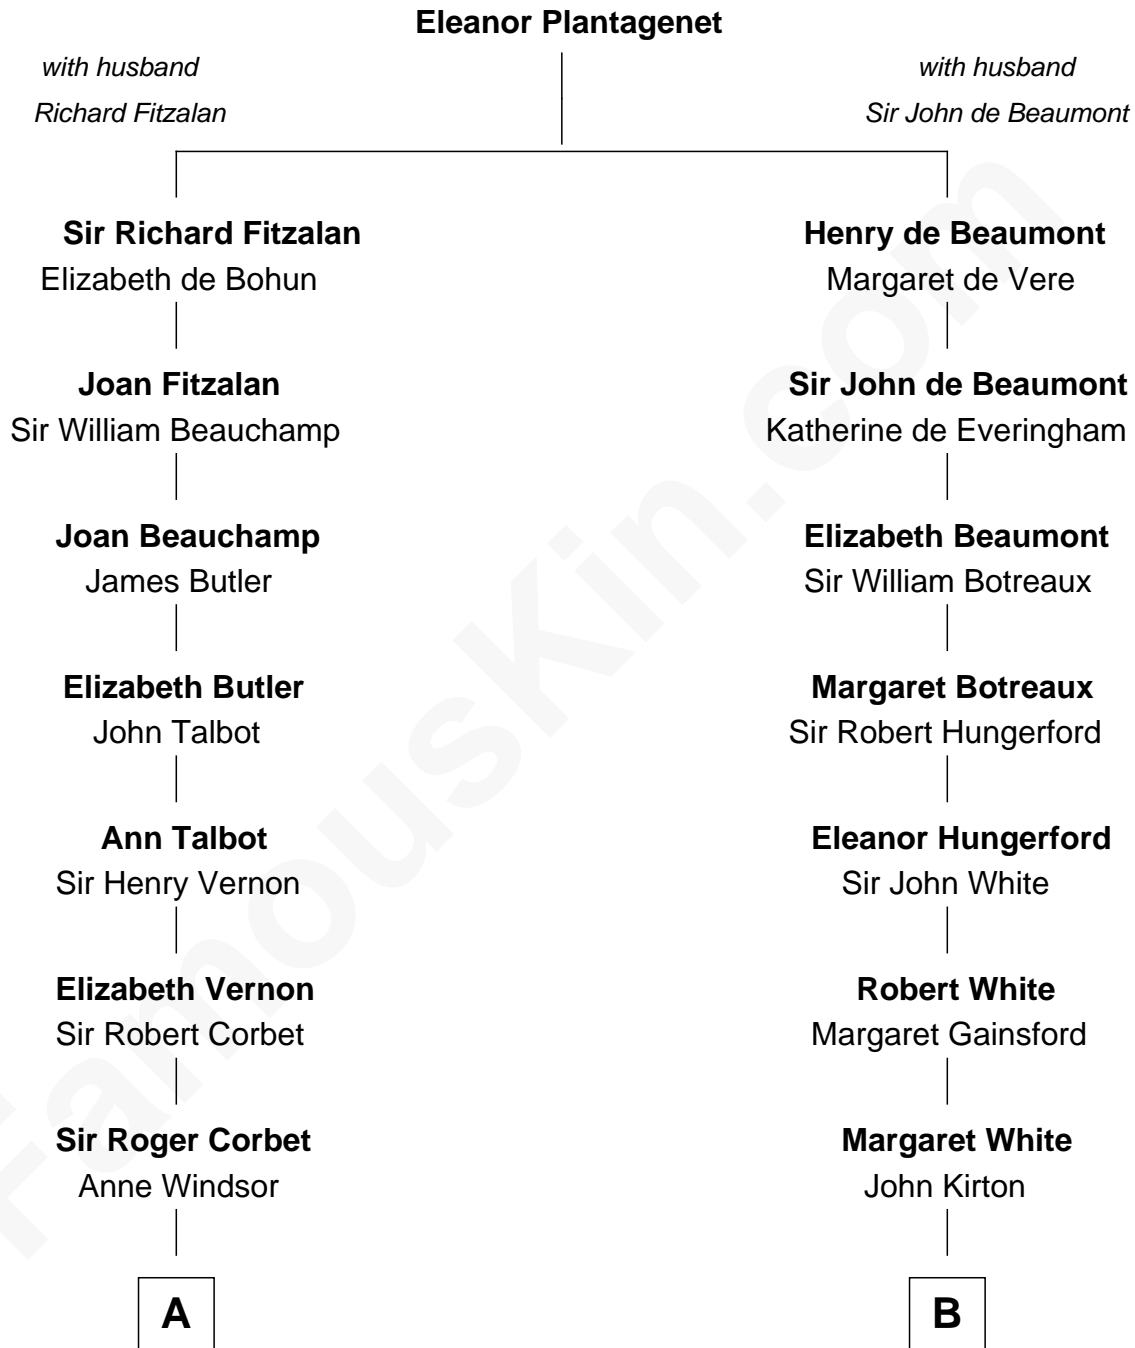 Eleanor Plantagenet
with husband
Richard Fitzalan
with husband
Sir John de Beaumont
Sir Richard Fitzalan
Elizabeth de Bohun
Henry de Beaumont
Margaret de Vere
Joan Fitzalan
Sir William Beauchamp
Sir John de Beaumont
Katherine de Everingham
Joan Beauchamp
James Butler
Elizabeth Beaumont
Sir William Botreaux
Elizabeth Butler
John Talbot
Margaret Botreaux
Sir Robert Hungerford
Ann Talbot
Sir Henry Vernon
Eleanor Hungerford
Sir John White
Elizabeth Vernon
Sir Robert Corbet
Robert White
Margaret Gainsford
Sir Roger Corbet
Anne Windsor
Margaret White
John Kirton
A
B
FamousKin.com